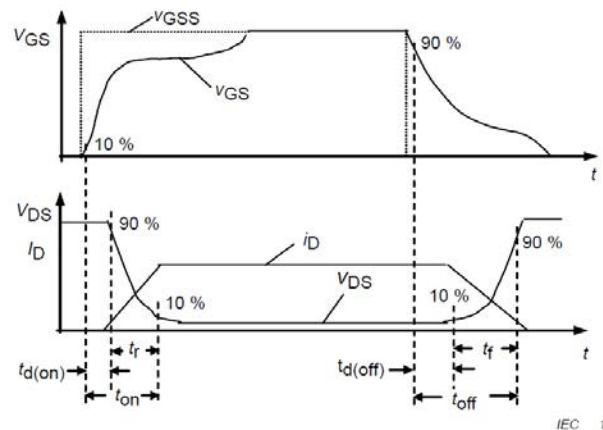 vGSS
VGS
90 %
vGS
10 %
t
VDS
90 %
iD
90 %
ID
vDS
10 %
10 %
tr
tf
t
td(on)
td(off)
ton
toff
IEC